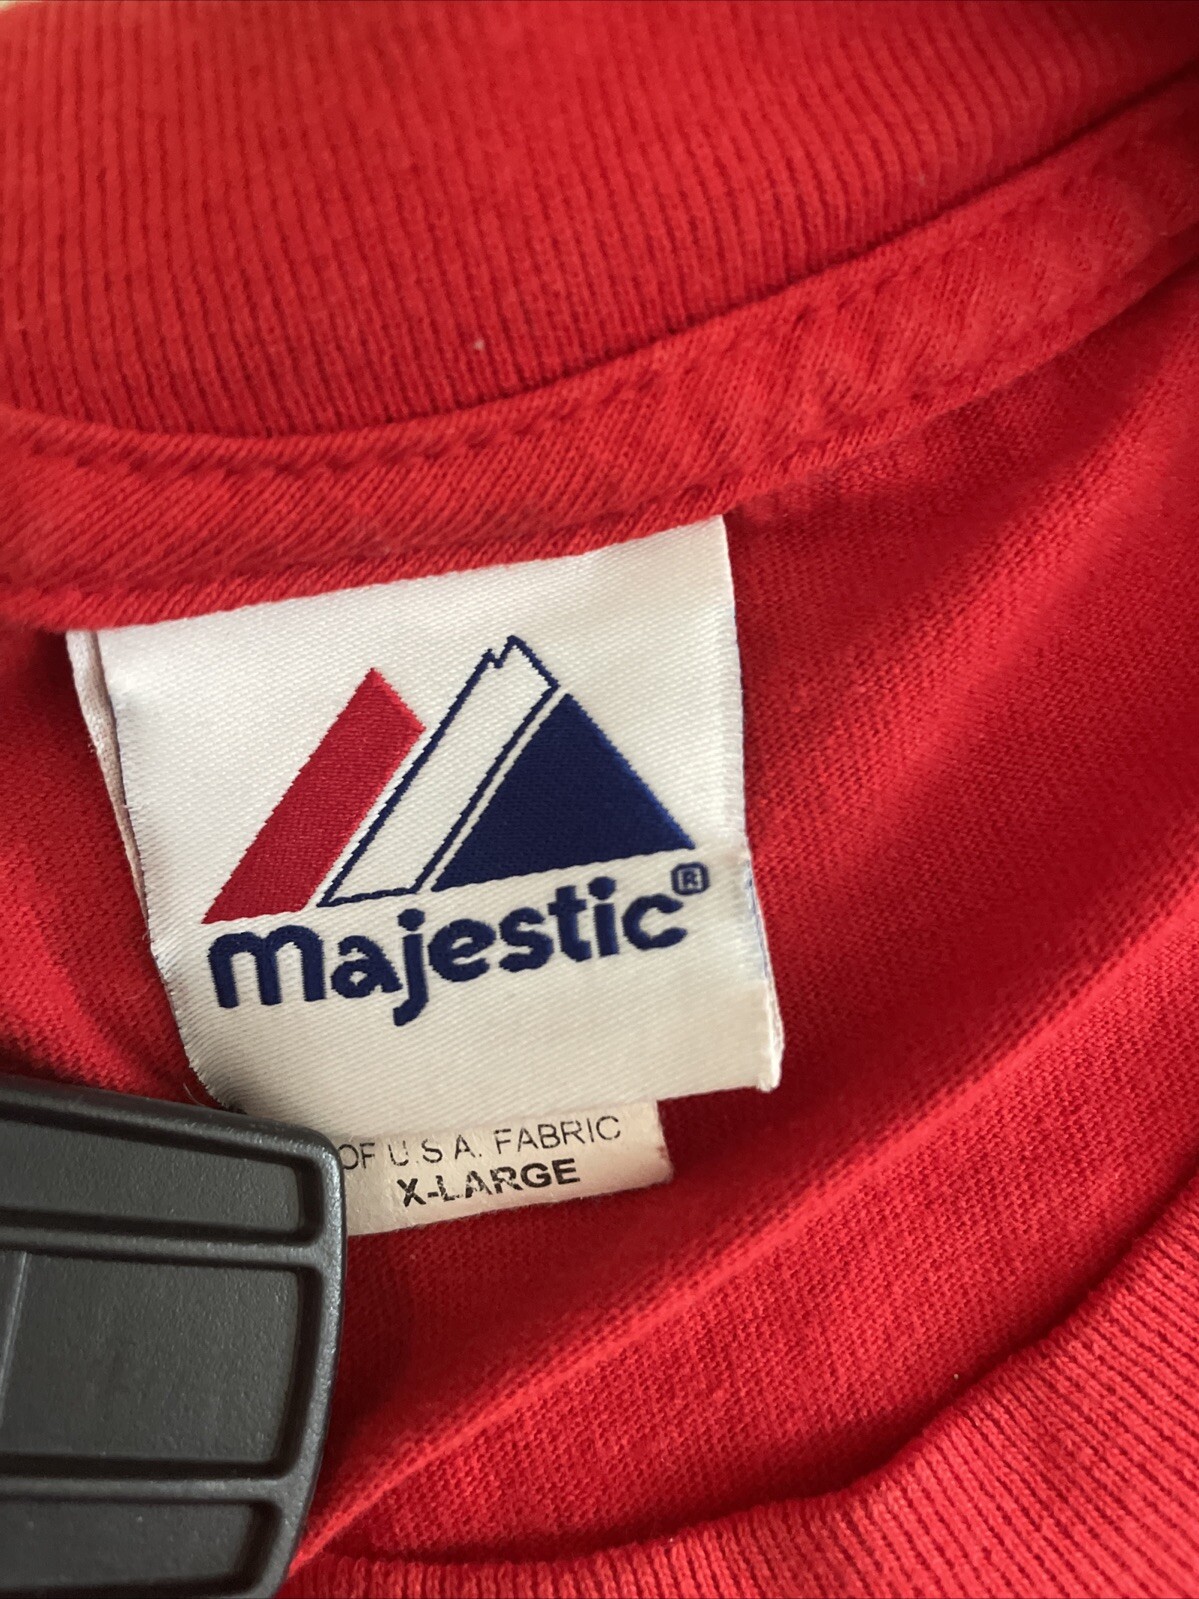 majestic®
OF U.S.A. FABRIC
X-LARGE